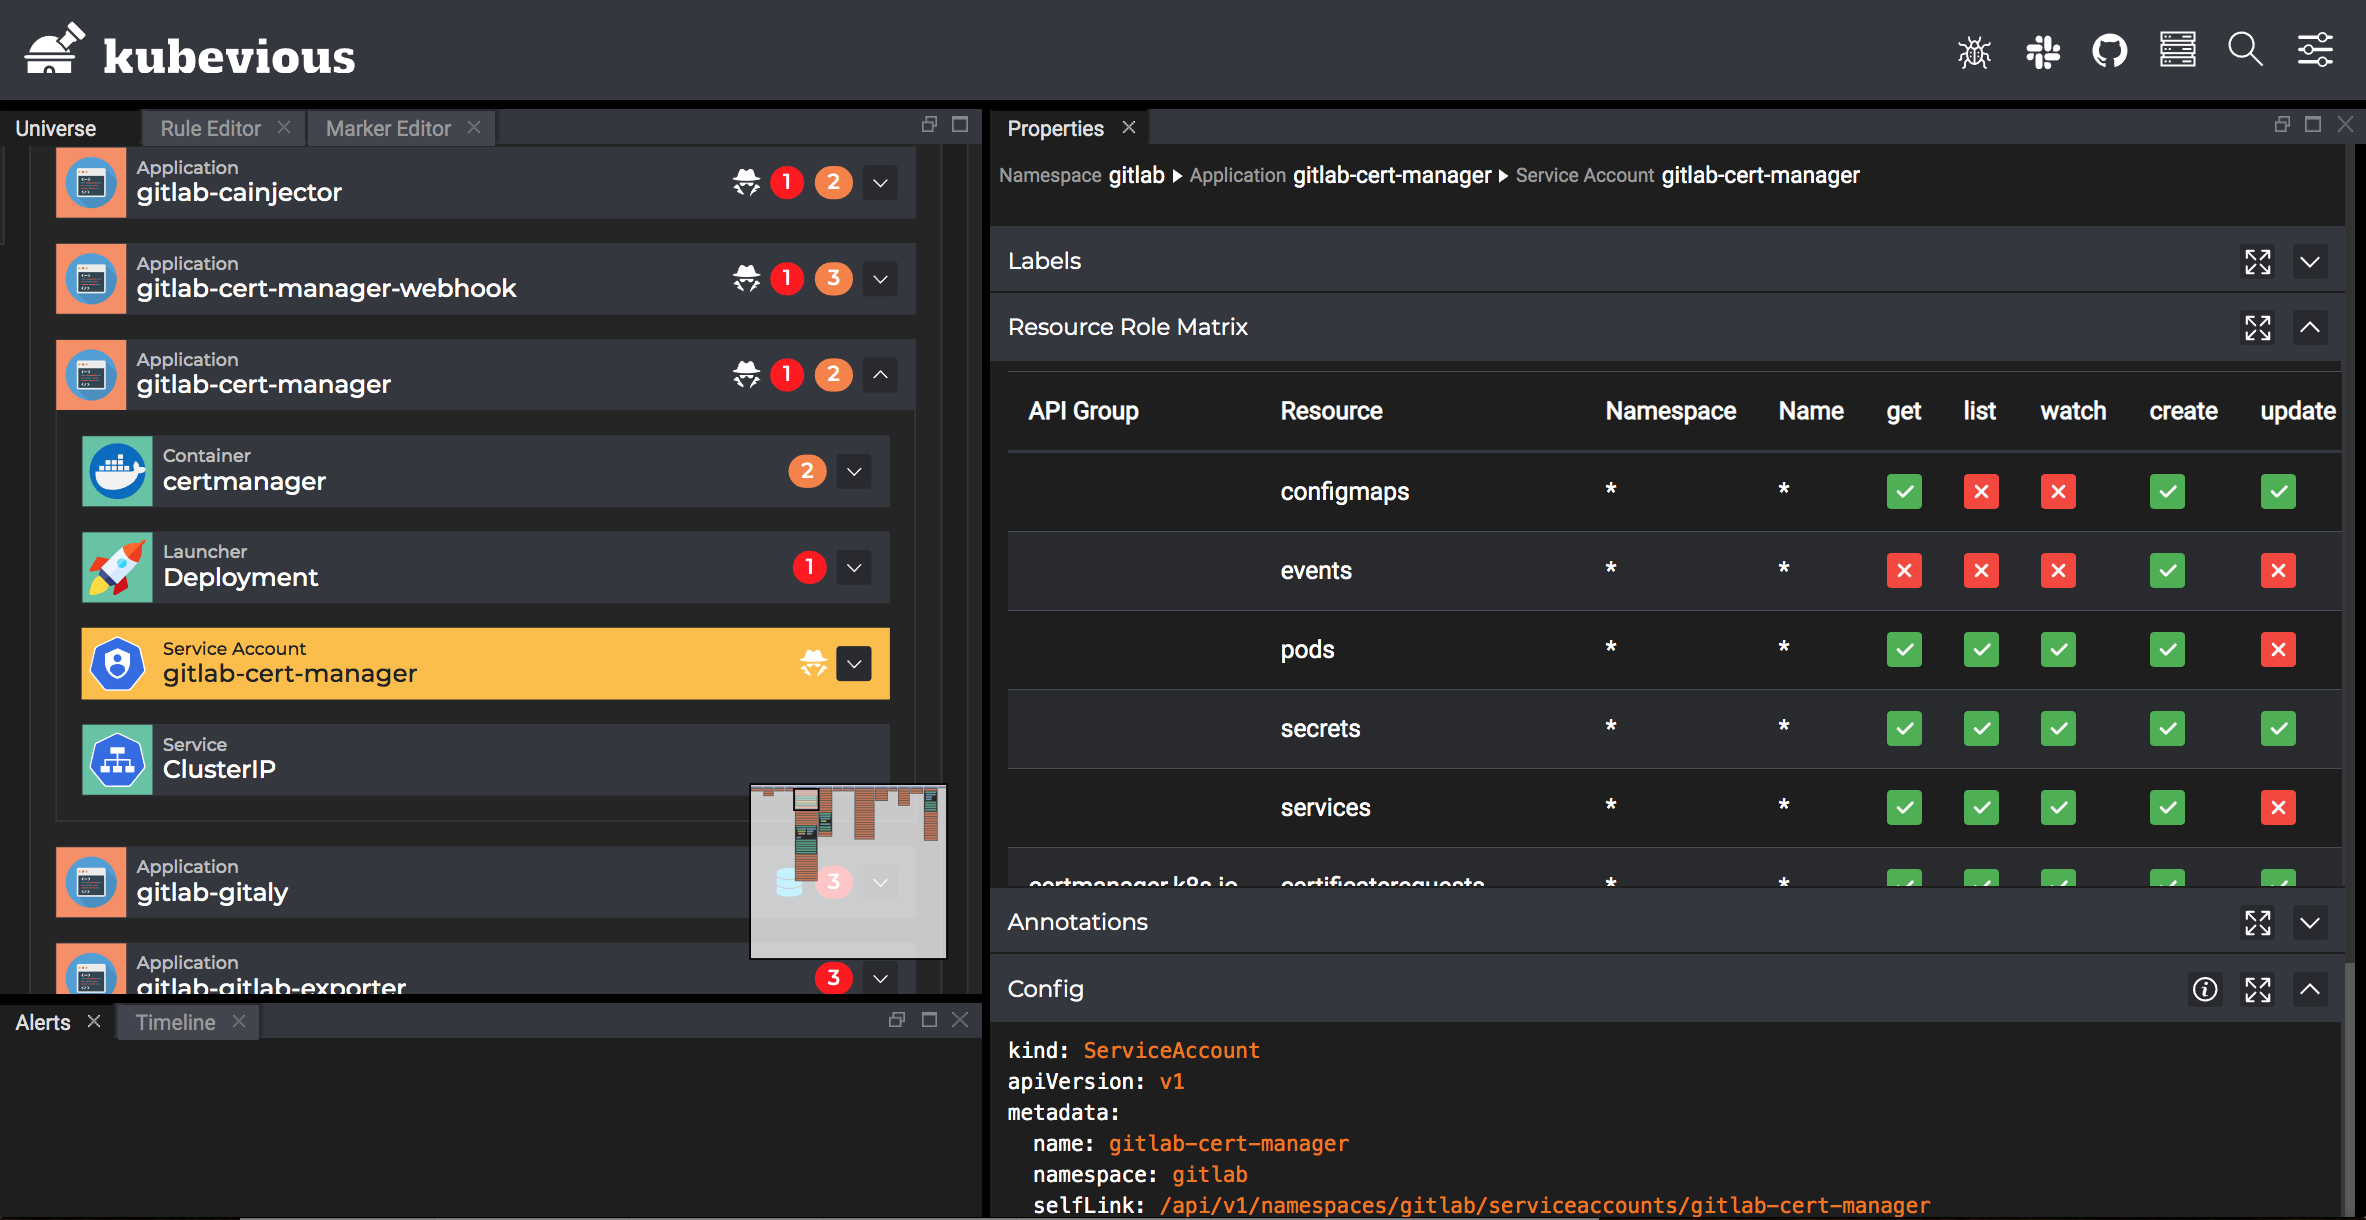 kubevious
Universe
Rule Editor
Marker Editor
Application
gitlab-cainjector
1
2
Application
gitlab-cert-manager-webhook
1
3
Application
gitlab-cert-manager
1
2
Container
certmanager
2
Launcher
Deployment
1
Service Account
gitlab-cert-manager
Service
ClusterIP
Application
gitlab-gitaly
3
Application
gitlab-gitlab-exporter
3
Alerts
Timeline
Properties
Namespace gitlab Application gitlab-cert-manager Service Account gitlab-cert-manager
Labels
Resource Role Matrix
API Group Resource Namespace Name get list watch create update
configmaps * *
events * *
pods * *
secrets * *
services * *
certmanager.k8s.io certificaterequests * *
Annotations
Config
kind: ServiceAccount
apiVersion: v1
metadata:
name: gitlab-cert-manager
namespace: gitlab
selfLink: /api/v1/namespaces/gitlab/serviceaccounts/gitlab-cert-manager